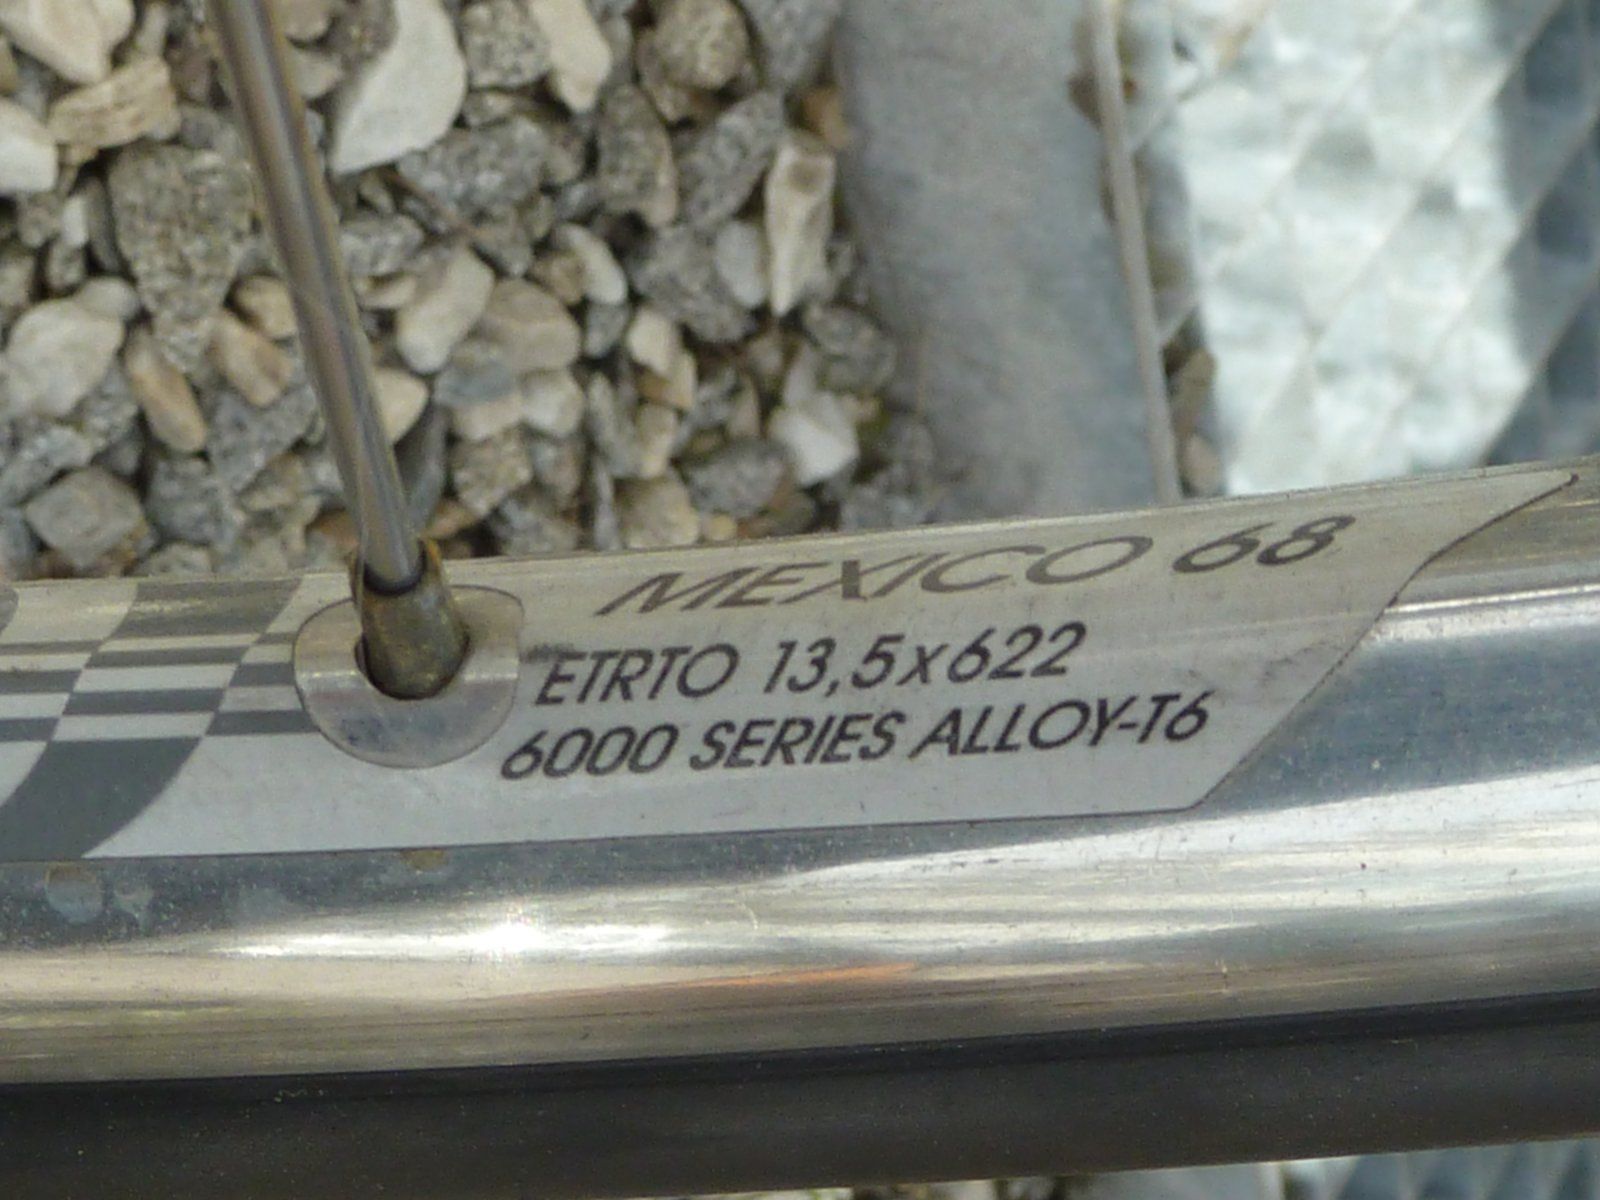 MEXICO 68
ETRTO 13,5x622
6000 SERIES ALLOY-T6